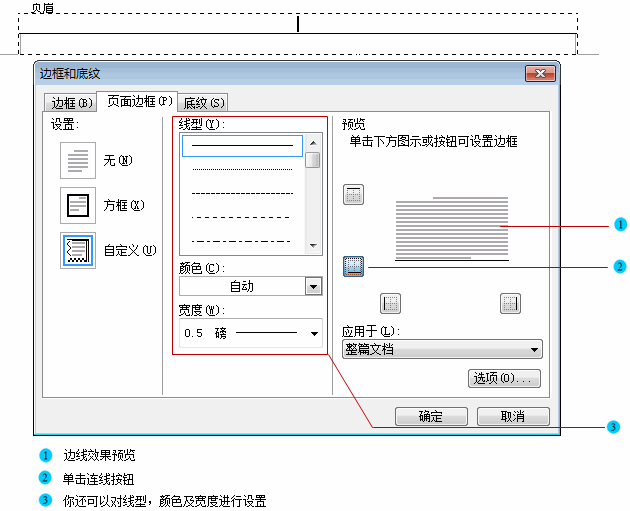 页眉
边框和底纹
边框(B) 页面边框(P) 底纹(S)
设置:
无(N)
方框(X)
自定义(U)
线型(Y):
颜色(C):
自动
宽度(W):
0.5 磅
预览
单击下方图示或按钮可设置边框
应用于(L):
整篇文档
选项(O)...
确定 取消
1
2
3
1 边线效果预览
2 单击连线按钮
3 你还可以对线型，颜色及宽度进行设置